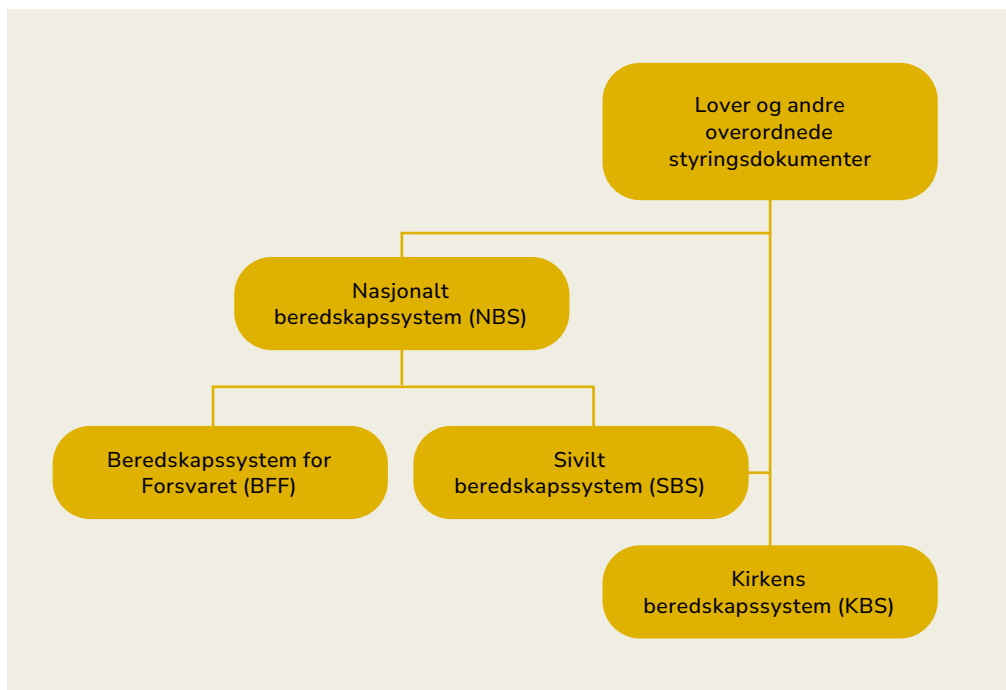 Lover og andre
overordnede
styringsdokumenter
Nasjonalt
beredskapssystem (NBS)
Beredskapssystem for
Forsvaret (BFF)
Sivilt
beredskapssystem (SBS)
Kirkens
beredskapssystem (KBS)